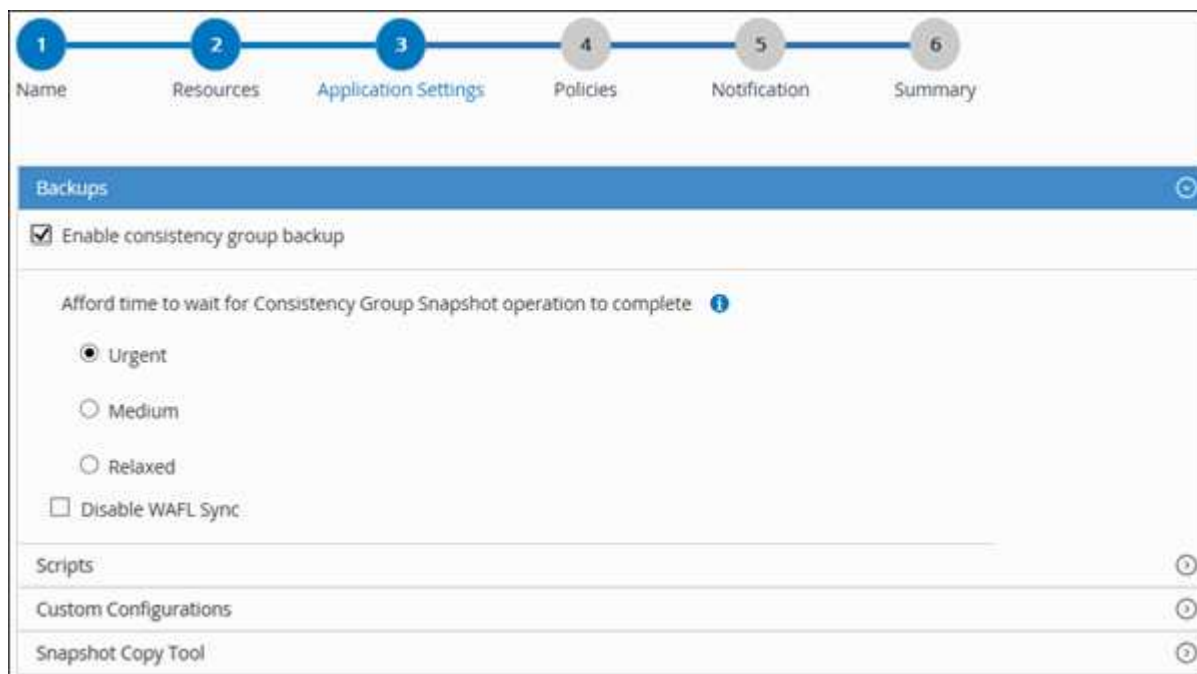 1 2 3 4 5 6
Name Resources Application Settings Policies Notification Summary
Backups
Enable consistency group backup
Afford time to wait for Consistency Group Snapshot operation to complete
Urgent
Medium
Relaxed
Disable WAFL Sync
Scripts
Custom Configurations
Snapshot Copy Tool